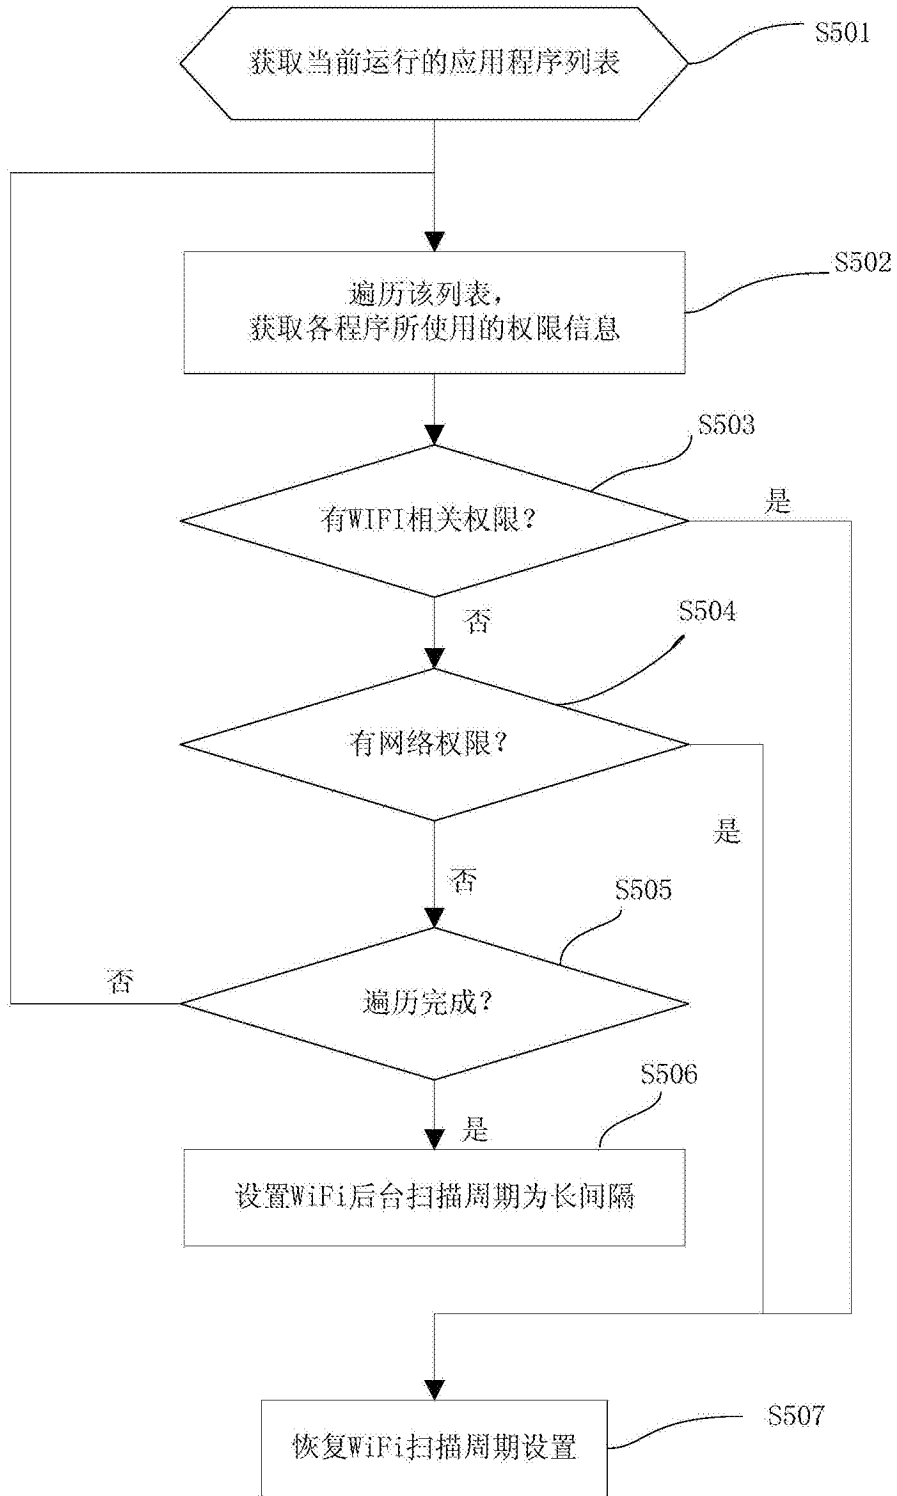 S501
获取当前运行的应用程序列表
S502
遍历该列表，
获取各程序所使用的权限信息
S503
有WIFI相关权限？
是
否
S504
有网络权限？
是
否
S505
遍历完成？
否
S506
是
设置WiFi后台扫描周期为长间隔
S507
恢复WiFi扫描周期设置